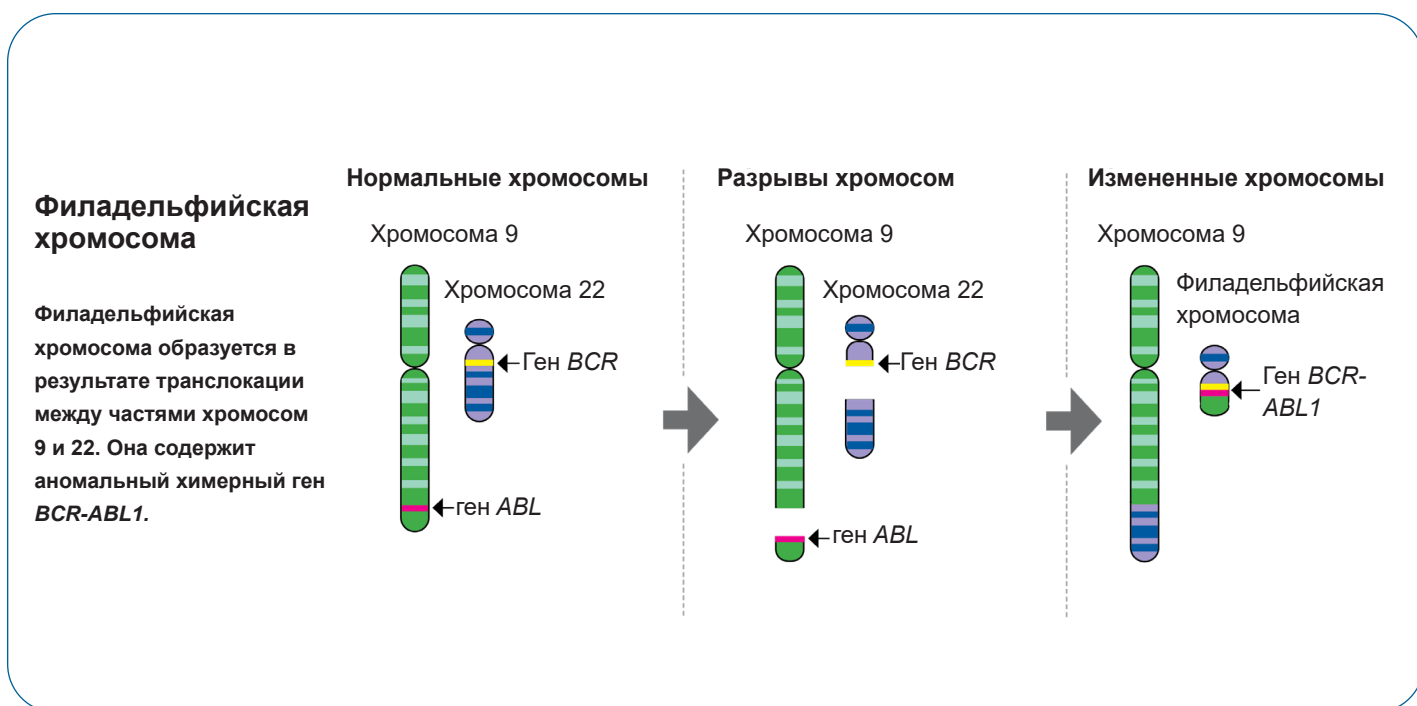 Филадельфийская
хромосома
Филадельфийская
хромосома образуется в
результате транслокации
между частями хромосом
9 и 22. Она содержит
аномальный химерный ген
BCR-ABL1.
Нормальные хромосомы
Хромосома 9
Хромосома 22
Ген BCR
ген ABL
Разрывы хромосом
Хромосома 9
Хромосома 22
Ген BCR
ген ABL
Измененные хромосомы
Хромосома 9
Филадельфийская
хромосома
Ген BCR-
ABL1